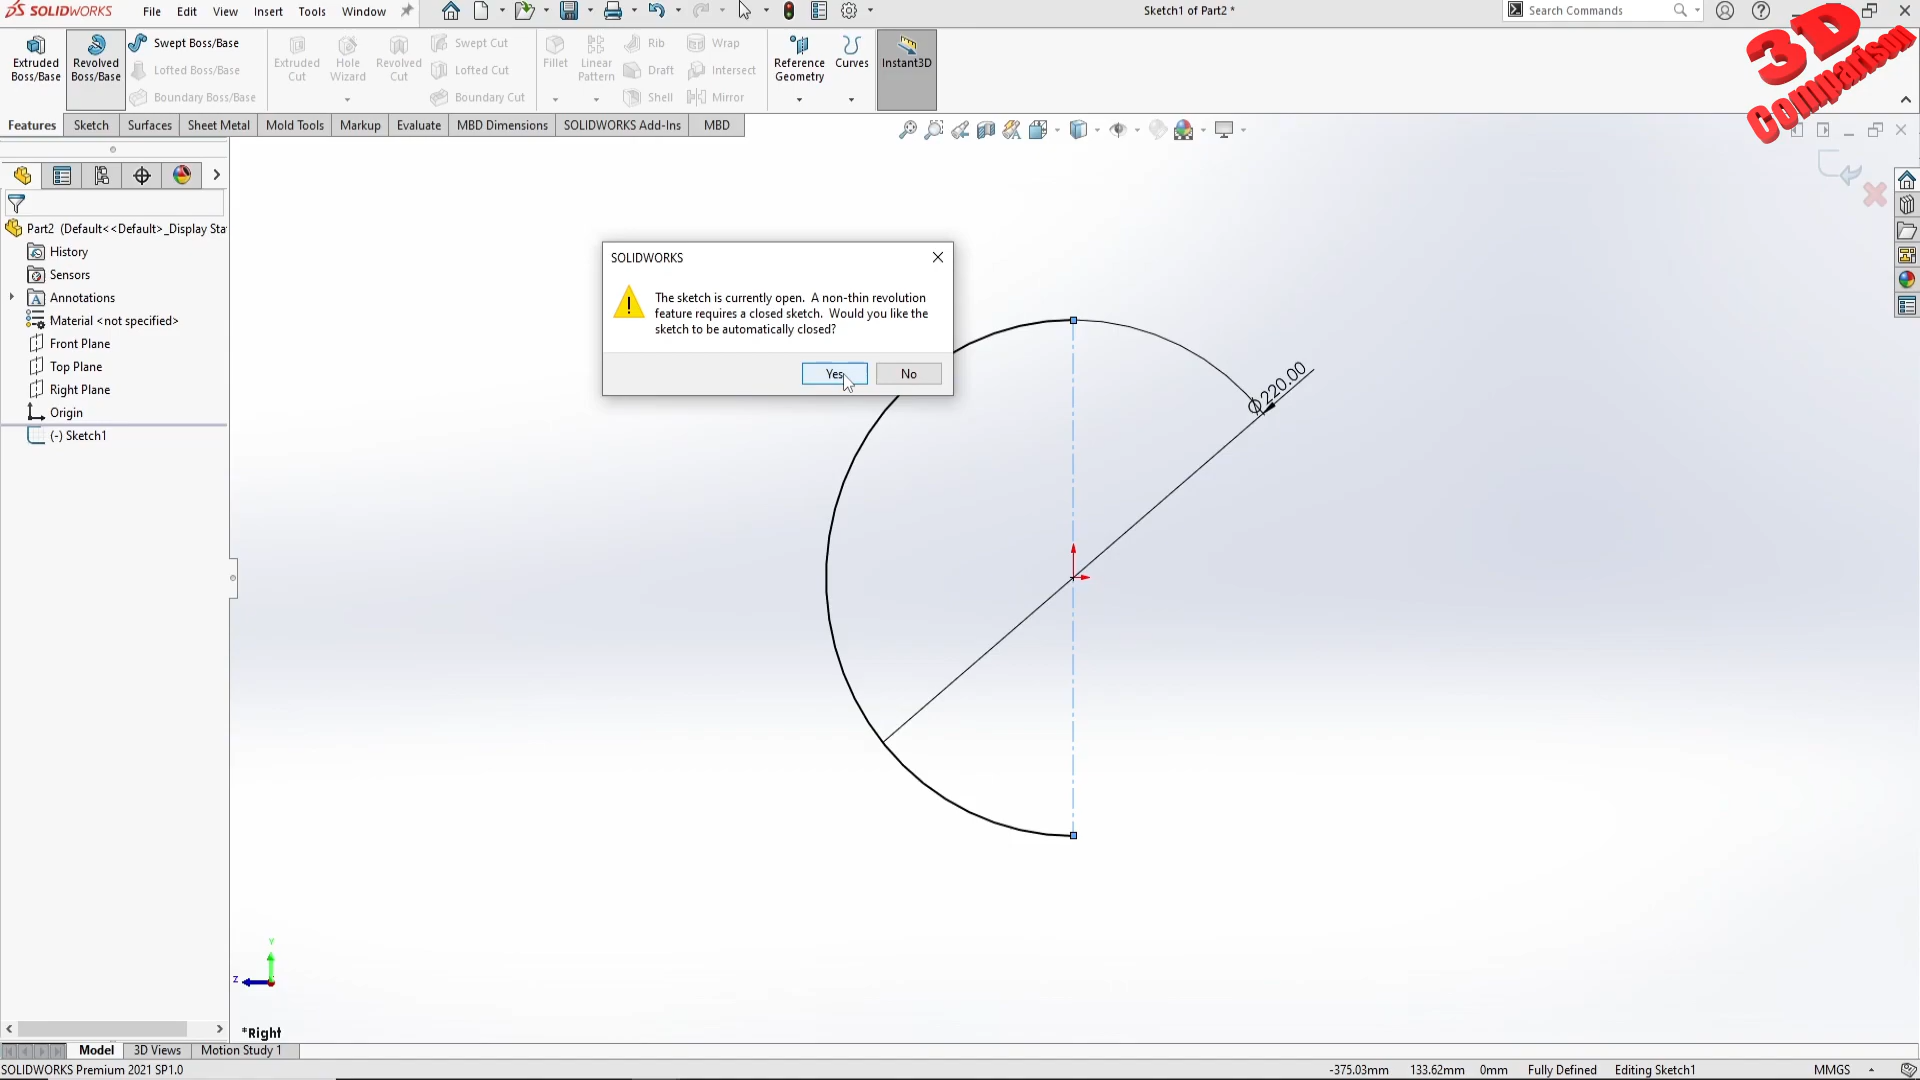 SOLIDWORKS File Edit View Insert Tools Window Sketch1 of Part2 * Search Commands
3D
Comparison
Extruded Boss/Base
Revolved Boss/Base
Swept Boss/Base
Lofted Boss/Base
Boundary Boss/Base
Extruded Cut
Hole Wizard
Revolved Cut
Swept Cut
Lofted Cut
Boundary Cut
Fillet
Linear Pattern
Rib
Draft
Shell
Wrap
Intersect
Mirror
Reference Geometry
Curves
Instant3D
Features Sketch Surfaces Sheet Metal Mold Tools Markup Evaluate MBD Dimensions SOLIDWORKS Add-Ins MBD
Part2 (Default<<Default>_Display Sta
History
Sensors
Annotations
Material <not specified>
Front Plane
Top Plane
Right Plane
Origin
(-) Sketch1
SOLIDWORKS
The sketch is currently open. A non-thin revolution
feature requires a closed sketch. Would you like the
sketch to be automatically closed?
Yes No
Φ220.00
Y
Z
*Right
Model 3D Views Motion Study 1
SOLIDWORKS Premium 2021 SP1.0 -375.03mm 133.62mm 0mm Fully Defined Editing Sketch1 MMGS